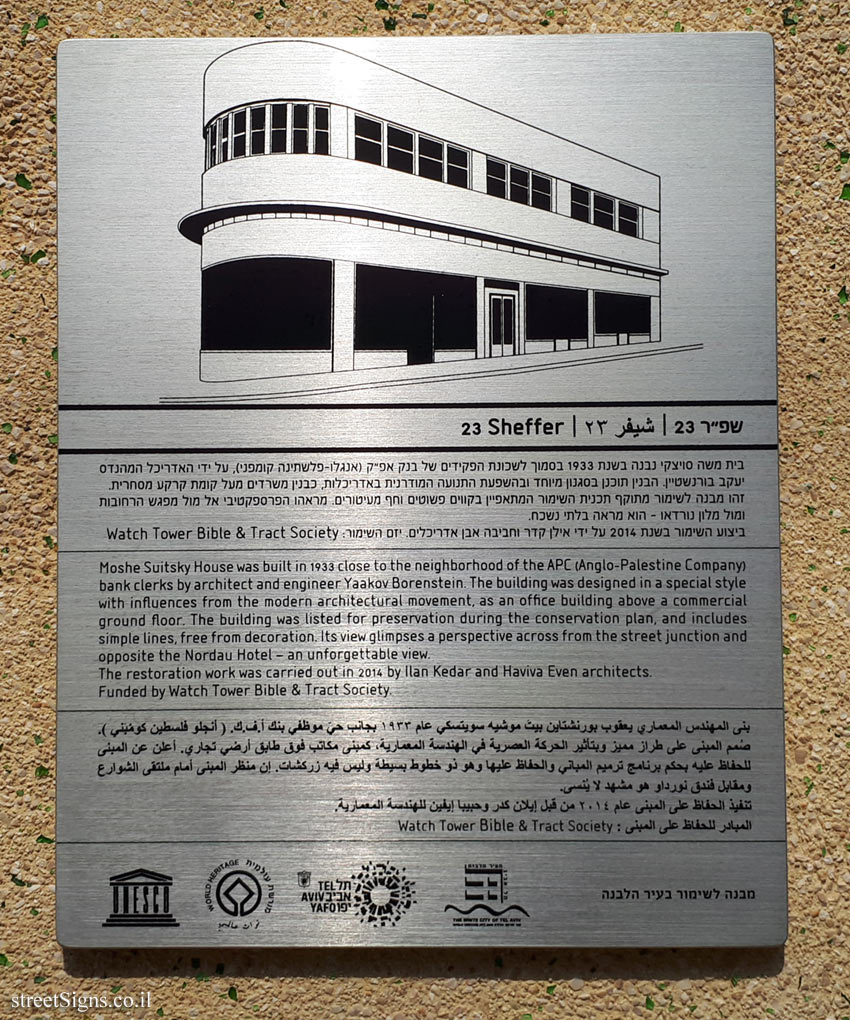 שפ״ר 23 | شيفر ٢٣ | 23 Sheffer
בית משה סויצקי נבנה בשנת 1933 בסמוך לשכונת הפקידים של בנק אפ״ק (אנגלו-פלשתינה קומפני), על ידי האדריכל המהנדס
יעקב בורנשטיין. הבנין תוכנן בסגנון מיוחד ובהשפעת התנועה המודרנית באדריכלות, כבנין משרדים מעל קומת קרקע מסחרית.
זהו מבנה לשימור מתוקף תכנית השימור המתאפיין בקווים פשוטים וחף מעיטורים. מראהו הפרספקטיבי אל מול מפגש הרחובות
ומול מלון נורדאו - הוא מראה בלתי נשכח.
ביצוע השימור בשנת 2014 על ידי אילן קדר וחביבה אבן אדריכלים. יזם השימור: Watch Tower Bible & Tract Society
Moshe Suitsky House was built in 1933 close to the neighborhood of the APC (Anglo-Palestine Company)
bank clerks by architect and engineer Yaakov Borenstein. The building was designed in a special style
with influences from the modern architectural movement, as an office building above a commercial
ground floor. The building was listed for preservation during the conservation plan, and includes
simple lines, free from decoration. Its view glimpses a perspective across from the street junction and
opposite the Nordau Hotel – an unforgettable view.
The restoration work was carried out in 2014 by Ilan Kedar and Haviva Even architects.
Funded by Watch Tower Bible & Tract Society.
بنى المهندس المعماري يعقوب بورنشتاين بيت موشيه سويتسكي عام ١٩٣٣ بجانب حيّ موظفي بنك أ.ف.ك. ( أنجلو فلسطين كومْبني ).
صُمم المبنى على طراز مميز وبتأثير الحركة العصرية في الهندسة المعمارية، كمبنى مكاتب فوق طابق أرضي تجاري. أعلن عن المبنى
للحفاظ عليه بحكم برنامج ترميم المباني والحفاظ عليها وهو ذو خطوط بسيطة وليس فيه زركشات. إن منظر المبنى أمام ملتقى الشوارع
ومقابل فندق نورداو هو مشهد لا يُنسى.
تنفيذ الحفاظ على المبنى عام ٢٠١٤ من قبل إيلان كدر وحبيبا إيفين للهندسة المعمارية.
المبادر للحفاظ على المبنى : Watch Tower Bible & Tract Society
מבנה לשימור בעיר הלבנה
THE WHITE CITY OF TEL AVIV
תל אביב יפו
TEL AVIV YAFO
WORLD HERITAGE
מורשת עולמית
UNESCO
streetSigns.co.il